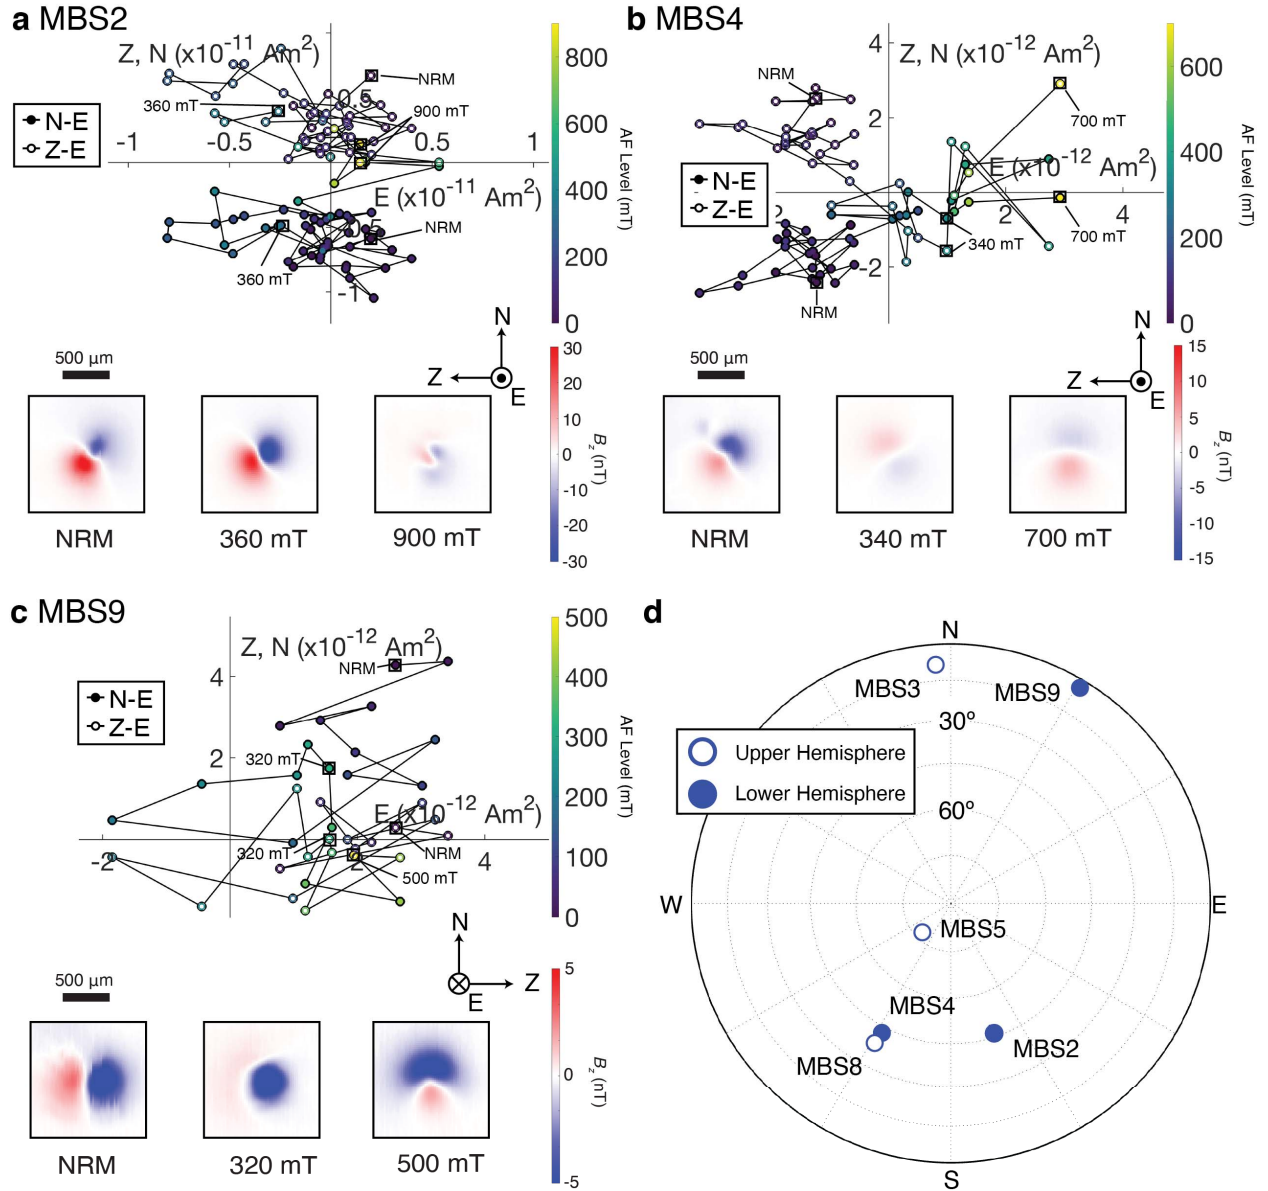 a MBS2
Z, N (x10⁻¹¹ Am²)
NRM
360 mT
900 mT
0.5
N-E
Z-E
-1
-0.5
0.5
1
E (x10⁻¹¹ Am²)
NRM
360 mT
-1
800
600
400
200
0
AF Level (mT)
500 µm
N
Z
E
30
20
10
0
-10
-20
-30
Bz (nT)
NRM
360 mT
900 mT
b MBS4
4
Z, N (x10⁻¹² Am²)
NRM
700 mT
2
N-E
Z-E
E (x10⁻¹² Am²)
2
4
340 mT
700 mT
-2
NRM
600
400
200
0
AF Level (mT)
500 µm
N
Z
E
15
10
5
0
-5
-10
-15
Bz (nT)
NRM
340 mT
700 mT
c MBS9
Z, N (x10⁻¹² Am²)
4
NRM
N-E
Z-E
2
320 mT
E (x10⁻¹² Am²)
-2
320 mT
2
NRM
4
500 mT
500
400
300
200
100
0
AF Level (mT)
500 µm
N
Z
E
5
0
-5
Bz (nT)
NRM
320 mT
500 mT
d
N
MBS3
MBS9
30º
Upper Hemisphere
Lower Hemisphere
60º
W
E
MBS5
MBS4
MBS2
MBS8
S